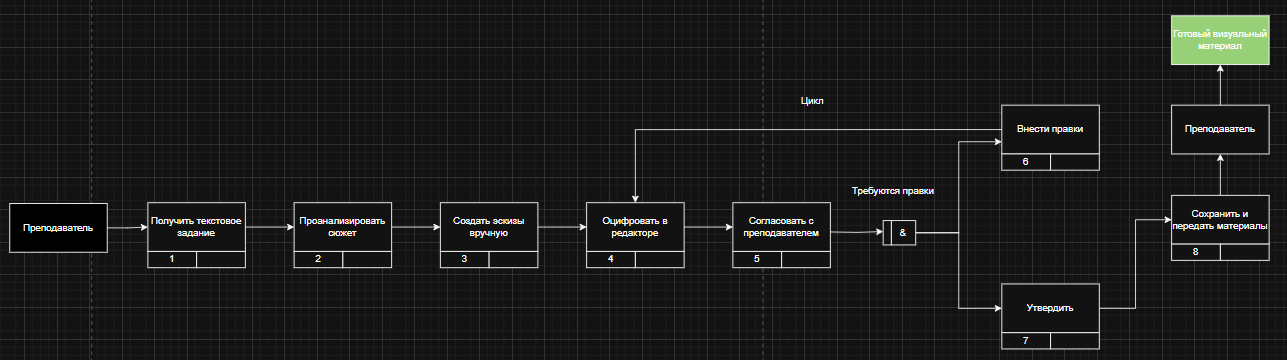 Готовый визуальный
материал
Цикл
Внести правки
6
Преподаватель
Требуются правки
Преподаватель
Получить текстовое
задание
1
Проанализировать
сюжет
2
Создать эскизы
вручную
3
Оцифровать в
редакторе
4
Согласовать с
преподавателем
5
&
Сохранить и
передать материалы
8
Утвердить
7